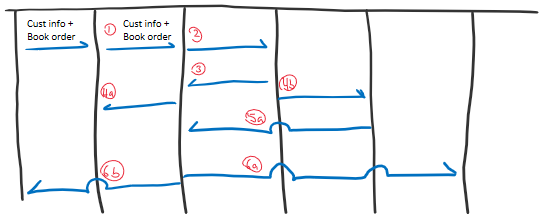 Cust info +
Book order
1
Cust info +
Book order
2
3
4a
4b
5a
6b
6a